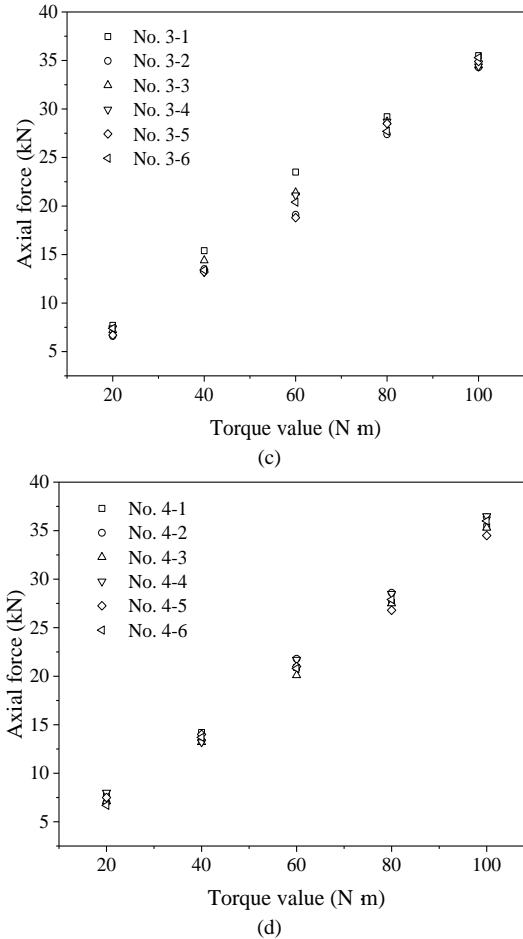 40
35
30
25
20
15
10
5
Axial force (kN)
No. 3-1
No. 3-2
No. 3-3
No. 3-4
No. 3-5
No. 3-6
20 40 60 80 100
Torque value (N·m)
(c)
40
35
30
25
20
15
10
5
Axial force (kN)
No. 4-1
No. 4-2
No. 4-3
No. 4-4
No. 4-5
No. 4-6
20 40 60 80 100
Torque value (N·m)
(d)